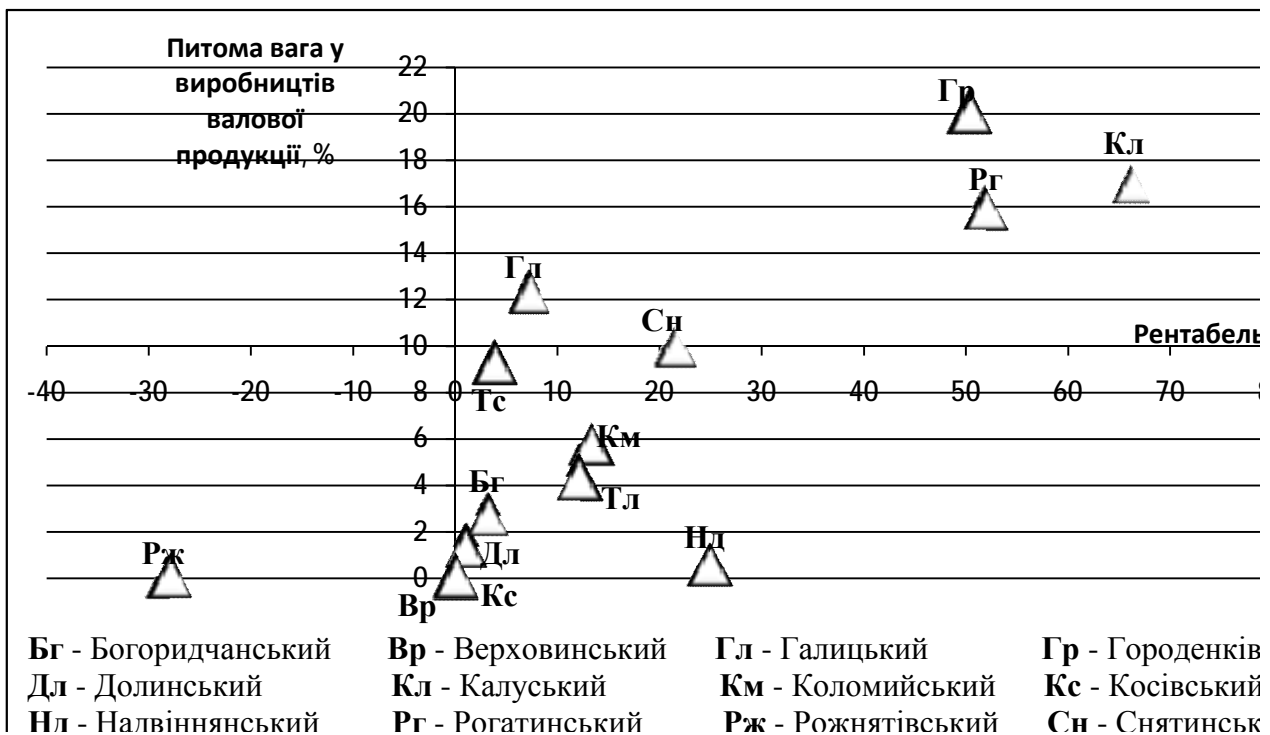 Питома вага у
виробництів
валової
продукції, %
22
20
18
16
14
12
10
8
6
4
2
0
-40 -30 -20 -10 0 10 20 30 40 50 60 70
Рентабель
Гр
Кл
Рг
Гл
Сн
Тс
Км
Бг
Тл
Нд
Рж
Дл
Вр
Кс
Бг - Богоридчанський Вр - Верховинський Гл - Галицький Гр - Городенків
Дл - Долинський Кл - Калуський Км - Коломийський Кс - Косівський
Нд - Надвіннянський Рг - Рогатинський Рж - Рожнятівський Сн - Снятинськ